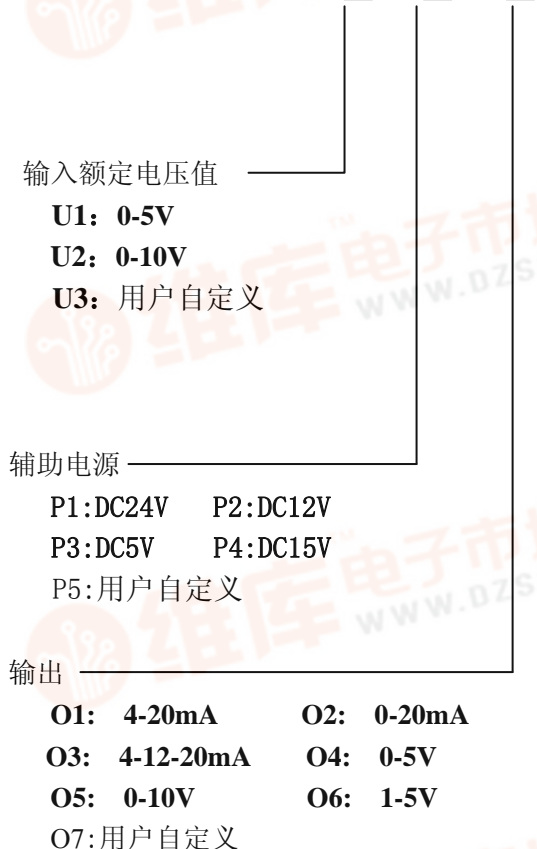 输入额定电压值
U1：0-5V
U2：0-10V
U3：用户自定义
辅助电源
P1:DC24V P2:DC12V
P3:DC5V P4:DC15V
P5:用户自定义
输出
O1: 4-20mA O2: 0-20mA
O3: 4-12-20mA O4: 0-5V
O5: 0-10V O6: 1-5V
O7:用户自定义